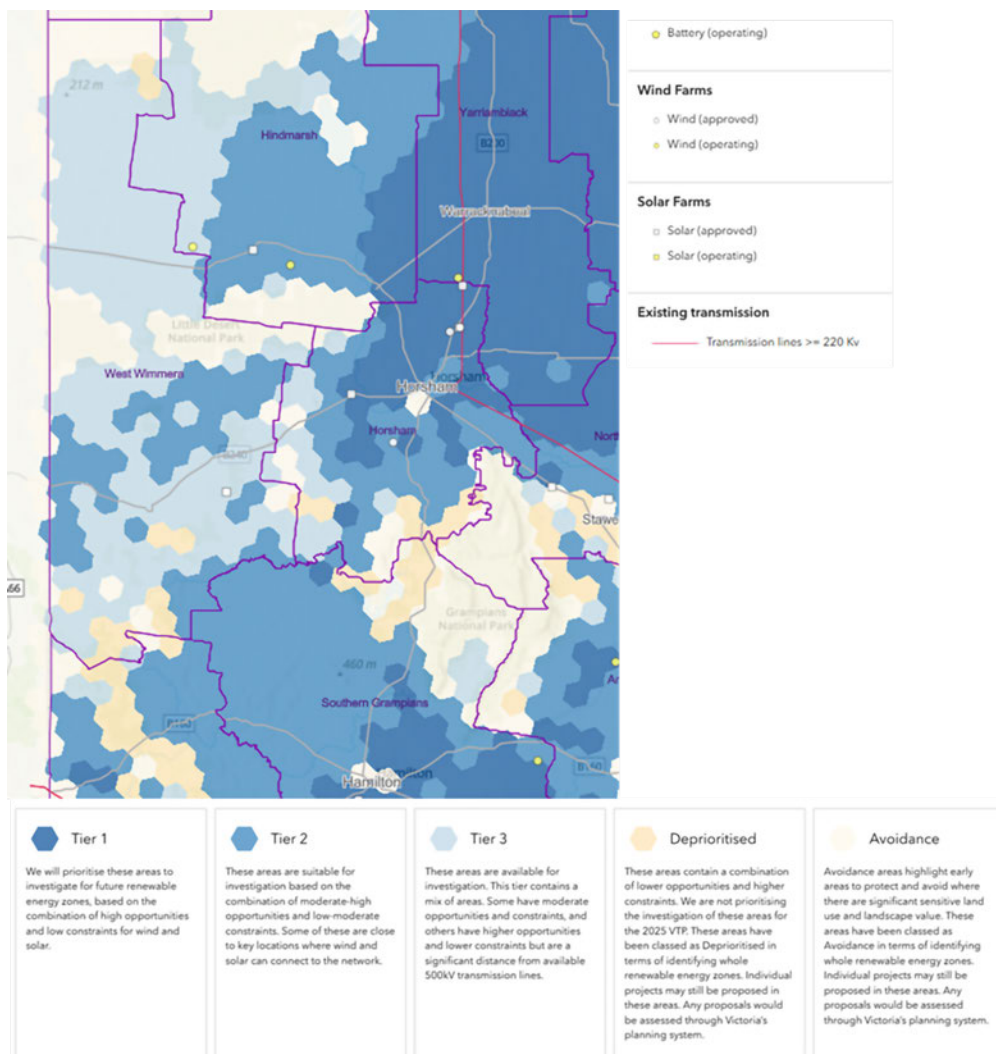 212 m
Hindmarsh
Yarriambiack
B200
Warracknabeal
Little Desert
National Park
West Wimmera
Horsham
Horsham
Horsham
B240
North
Stawe
A66
Grampians
National Park
460 m
Ar
Southern Grampians
B160
B160
Hamilton
Hamilton
Battery (operating)
Wind Farms
Wind (approved)
Wind (operating)
Solar Farms
Solar (approved)
Solar (operating)
Existing transmission
Transmission lines >= 220 Kv
Tier 1
We will prioritise these areas to
investigate for future renewable
energy zones, based on the
combination of high opportunities
and low constraints for wind and
solar.
Tier 2
These areas are suitable for
investigation based on the
combination of moderate-high
opportunities and low-moderate
constraints. Some of these are close
to key locations where wind and
solar can connect to the network.
Tier 3
These areas are available for
investigation. This tier contains a
mix of areas. Some have moderate
opportunities and constraints, and
others have higher opportunities
and lower constraints but are a
significant distance from available
500kV transmission lines.
Deprioritised
These areas contain a combination
of lower opportunities and higher
constraints. We are not prioritising
the investigation of these areas for
the 2025 VTP. These areas have
been classed as Deprioritised in
terms of identifying whole
renewable energy zones. Individual
projects may still be proposed in
these areas. Any proposals would
be assessed through Victoria's
planning system.
Avoidance
Avoidance areas highlight early
areas to protect and avoid where
there are significant sensitive land
use and landscape value. These
areas have been classed as
Avoidance in terms of identifying
whole renewable energy zones.
Individual projects may still be
proposed in these areas. Any
proposals would be assessed
through Victoria's planning system.